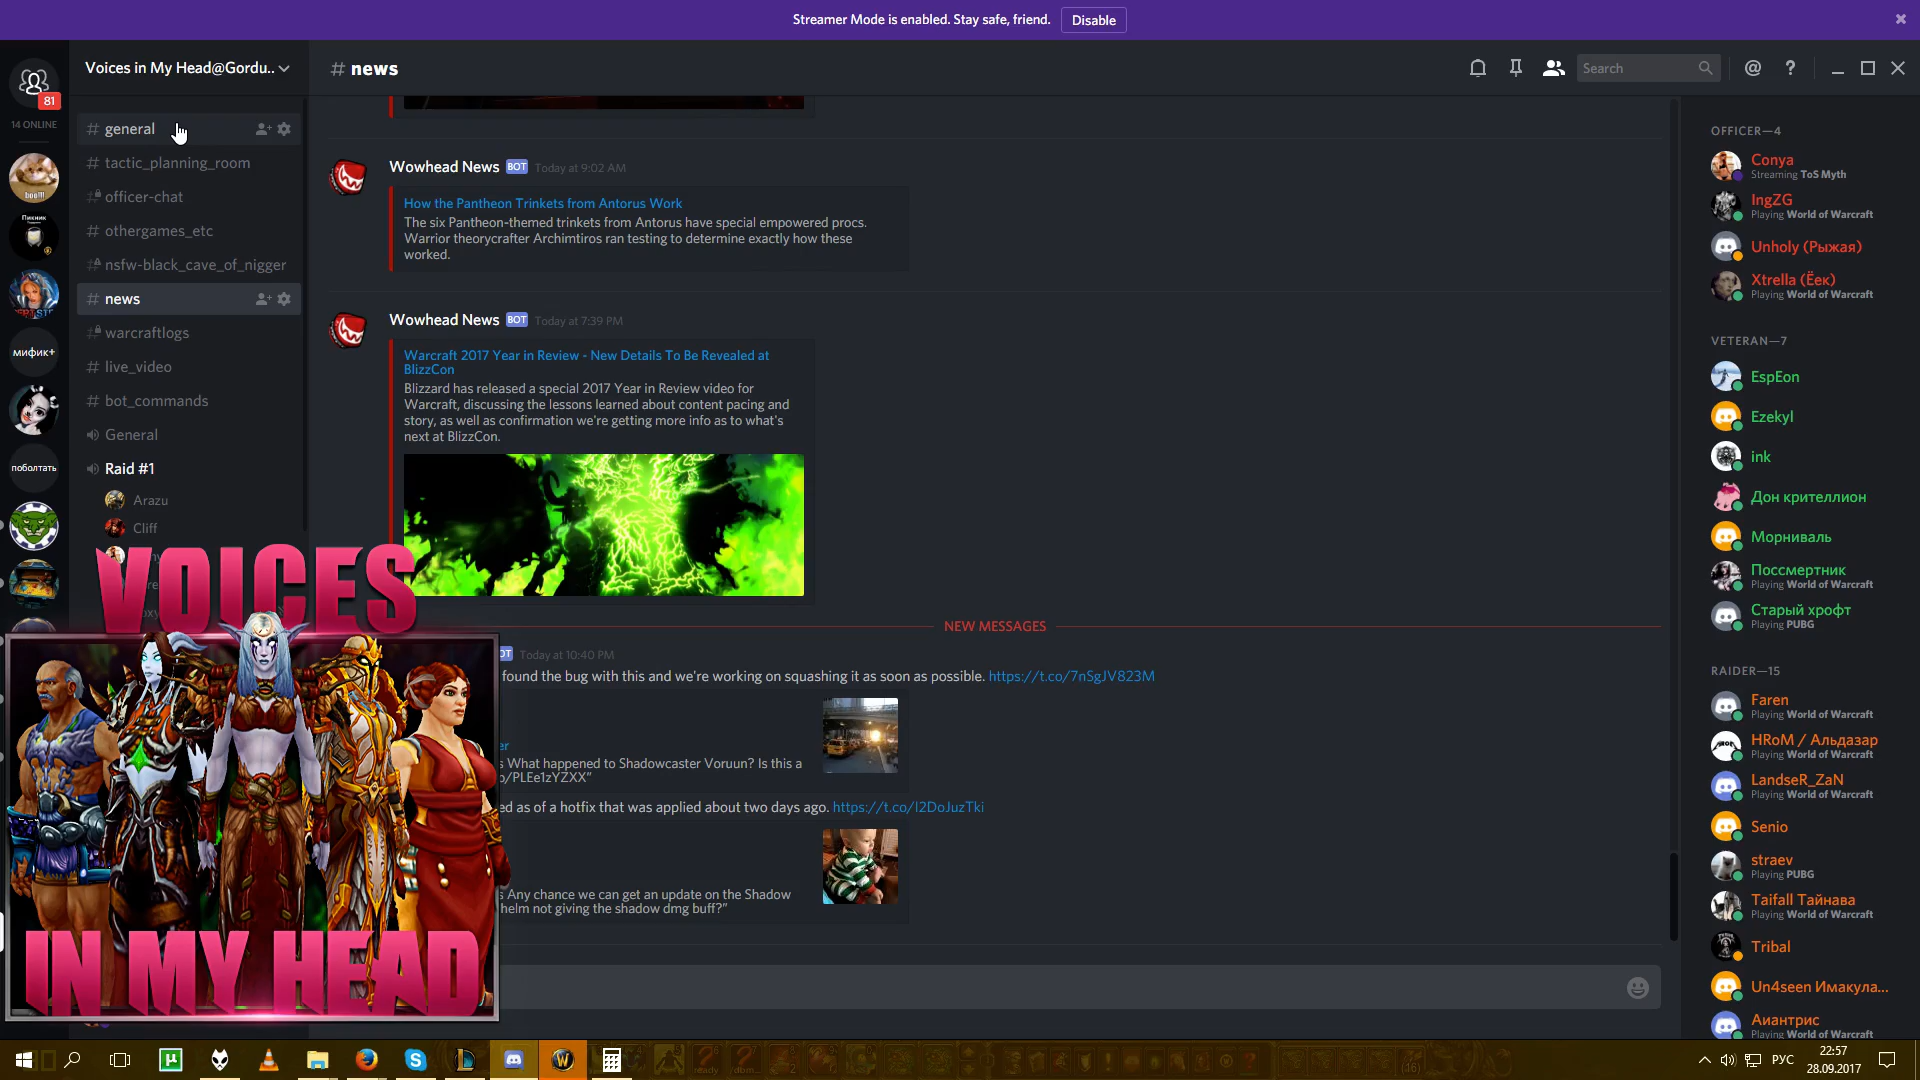 Streamer Mode is enabled. Stay safe, friend.
Disable
81
14 ONLINE
booo!!!
Пикник
мифик+
поболтать
Voices in My Head@Gordu..
# general
# tactic_planning_room
# officer-chat
# othergames_etc
# nsfw-black_cave_of_nigger
# news
# warcraftlogs
# live_video
# bot_commands
General
Raid #1
Arazu
Cliff
VOICES
IN MY HEAD
# news
Search
Wowhead News BOT Today at 9:02 AM
How the Pantheon Trinkets from Antorus Work
The six Pantheon-themed trinkets from Antorus have special empowered procs.
Warrior theorycrafter Archimtiros ran testing to determine exactly how these
worked.
Wowhead News BOT Today at 7:39 PM
Warcraft 2017 Year in Review - New Details To Be Revealed at
BlizzCon
Blizzard has released a special 2017 Year in Review video for
Warcraft, discussing the lessons learned about content pacing and
story, as well as confirmation we're getting more info as to what's
next at BlizzCon.
NEW MESSAGES
Today at 10:40 PM
found the bug with this and we're working on squashing it as soon as possible. https://t.co/7nSgJV823M
What happened to Shadowcaster Voruun? Is this a
o/PLEe1zYZXX"
ed as of a hotfix that was applied about two days ago. https://t.co/l2DoJuzTki
Any chance we can get an update on the Shadow
helm not giving the shadow dmg buff?"
OFFICER—4
Conya
Streaming ToS Myth
IngZG
Playing World of Warcraft
Unholy (Рыжая)
Xtrella (Ёек)
Playing World of Warcraft
VETERAN—7
EspEon
Ezekyl
ink
Дон крителлион
Морниваль
Поссмертник
Playing World of Warcraft
Старый хрофт
Playing PUBG
RAIDER—15
Faren
Playing World of Warcraft
HRoM / Альдазар
Playing World of Warcraft
LandseR_ZaN
Playing World of Warcraft
Senio
straev
Playing PUBG
Taifall Тайнава
Playing World of Warcraft
Tribal
Un4seen Имакула...
Аиантрис
Playing World of Warcraft
РУС
22:57
28.09.2017